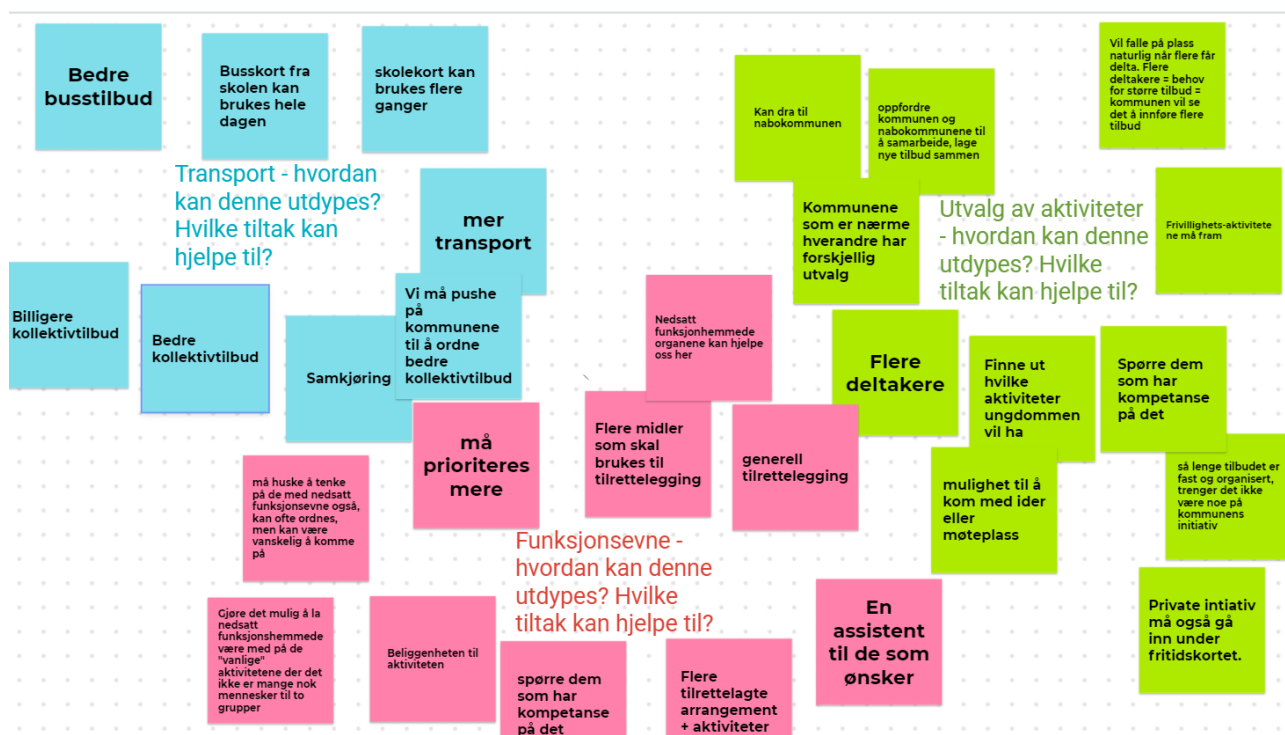 Bedre
busstilbud
Busskort fra
skolen kan
brukes hele
dagen
skolekort kan
brukes flere
ganger
Transport - hvordan
kan denne utdypes?
Hvilke tiltak kan
hjelpe til?
mer
transport
Billigere
kollektivtilbud
Bedre
kollektivtilbud
Samkjøring
Vi må pushe
på
kommunene
til å ordne
bedre
kollektivtilbud
Kan dra til
nabokommunen
oppfordre
kommunen og
nabokommunene til
å samarbeide, lage
nye tilbud sammen
Vil falle på plass
naturlig når flere får
delta. Flere
deltakere = behov
for større tilbud =
kommunen vil se
det å innføre flere
tilbud
Kommunene
som er nærme
hverandre har
forskjellig
utvalg
Utvalg av aktiviteter
- hvordan kan denne
utdypes? Hvilke
tiltak kan hjelpe til?
Frivillighets-aktivitete
ne må fram
Flere
deltakere
Finne ut
hvilke
aktiviteter
ungdommen
vil ha
Spørre dem
som har
kompetanse
på det
mulighet til å
kom med ider
eller
møteplass
så lenge tilbudet er
fast og organisert,
trenger det ikke
være noe på
kommunens
initiativ
Private intiativ
må også gå
inn under
fritidskortet.
Nedsatt
funksjonhemmede
organene kan hjelpe
oss her
Flere midler
som skal
brukes til
tilrettelegging
generell
tilrettelegging
må
prioriteres
mere
må huske å tenke
på de med nedsatt
funksjonsevne også,
kan ofte ordnes,
men kan være
vanskelig å komme
på
Funksjonsevne -
hvordan kan denne
utdypes? Hvilke
tiltak kan hjelpe til?
Gjøre det mulig å la
nedsatt
funksjonshemmede
være med på de
"vanlige"
aktivitetene der det
ikke er mange nok
mennesker til to
grupper
Beliggenheten til
aktiviteten
spørre dem
som har
kompetanse
på det
Flere
tilrettelagte
arrangement
+ aktiviteter
En
assistent
til de som
ønsker